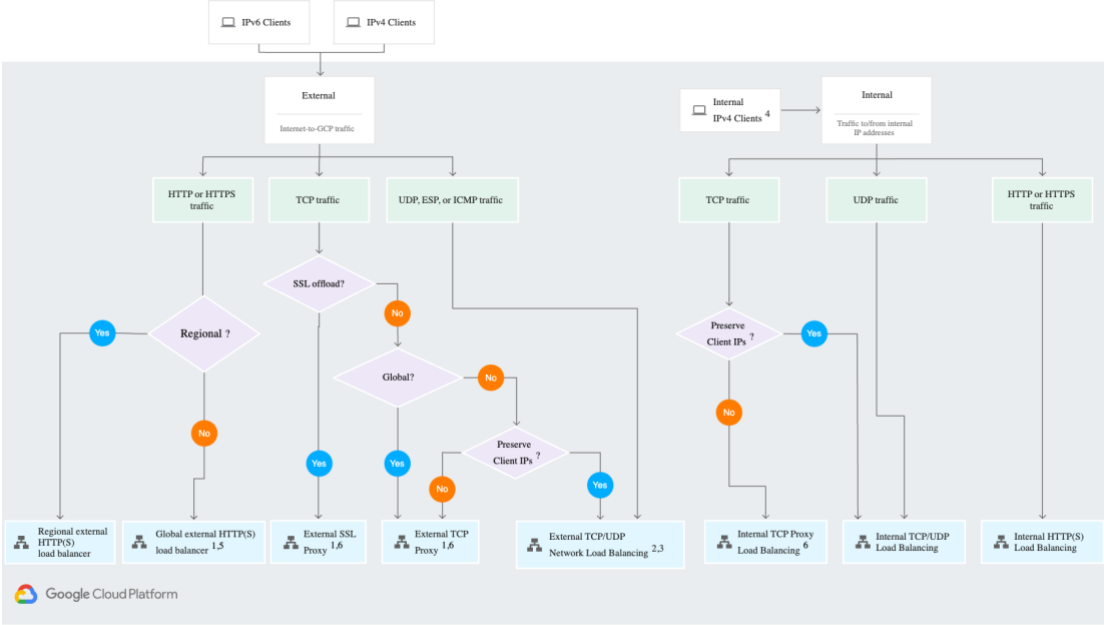 IPv6 Clients
IPv4 Clients
External
Internet-to-GCP traffic
Internal
IPv4 Clients 4
Internal
Traffic to/from internal
IP addresses
HTTP or HTTPS
traffic
TCP traffic
UDP, ESP, or ICMP traffic
TCP traffic
UDP traffic
HTTP or HTTPS
traffic
SSL offload?
No
Yes
Regional ?
Preserve
Client IPs ?
Yes
Global?
No
No
No
Preserve
Client IPs ?
Yes
Yes
No
Yes
Regional external
HTTP(S)
load balancer
Global external HTTP(S)
load balancer 1,5
External SSL
Proxy 1,6
External TCP
Proxy 1,6
External TCP/UDP
Network Load Balancing 2,3
Internal TCP Proxy
Load Balancing 6
Internal TCP/UDP
Load Balancing
Internal HTTP(S)
Load Balancing
Google Cloud Platform